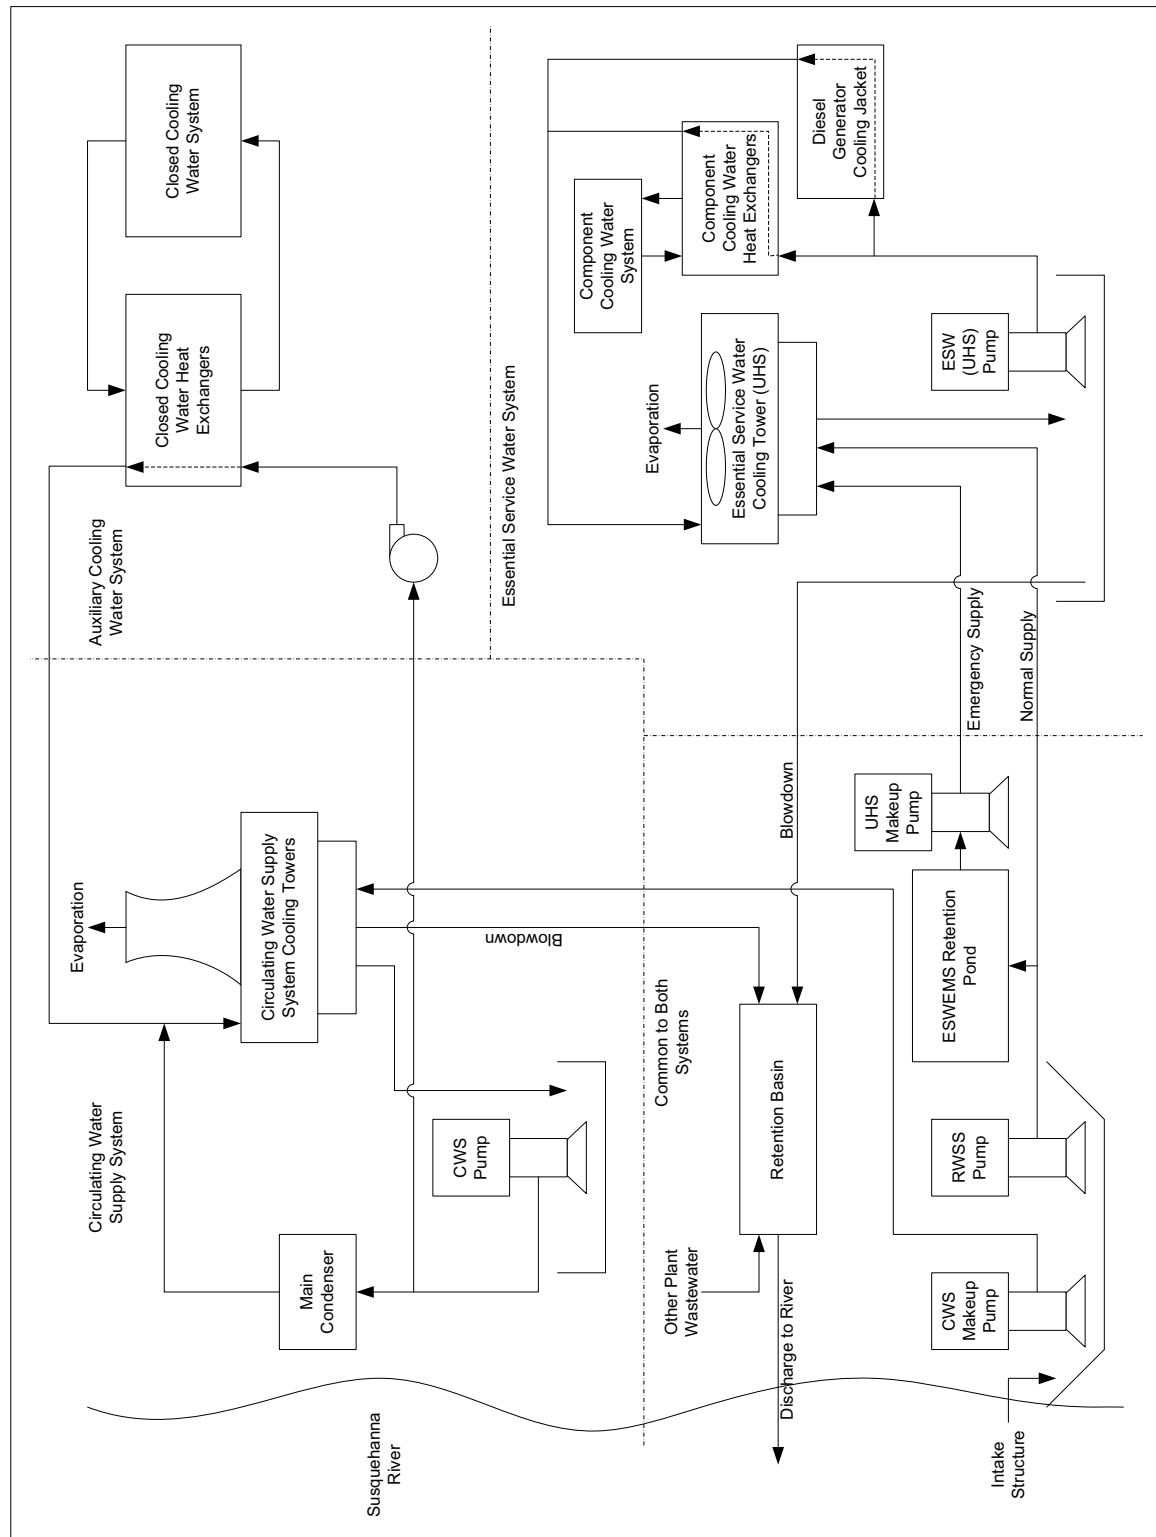 Susquehanna
River
Circulating Water
Supply System
Main
Condenser
CWS
Pump
Evaporation
Circulating Water Supply
System Cooling Towers
Blowdown
Auxiliary Cooling
Water System
Closed Cooling
Water Heat
Exchangers
Closed Cooling
Water System
Common to Both
Systems
Other Plant
Wastewater
Discharge to River
Retention Basin
Blowdown
Intake
Structure
CWS
Makeup
Pump
RWSS
Pump
ESWEMS Retention
Pond
UHS
Makeup
Pump
Emergency Supply
Normal Supply
Essential Service Water System
Evaporation
Essential Service Water
Cooling Tower (UHS)
Component
Cooling Water
System
Component
Cooling Water
Heat Exchangers
Diesel
Generator
Cooling Jacket
ESW
(UHS)
Pump